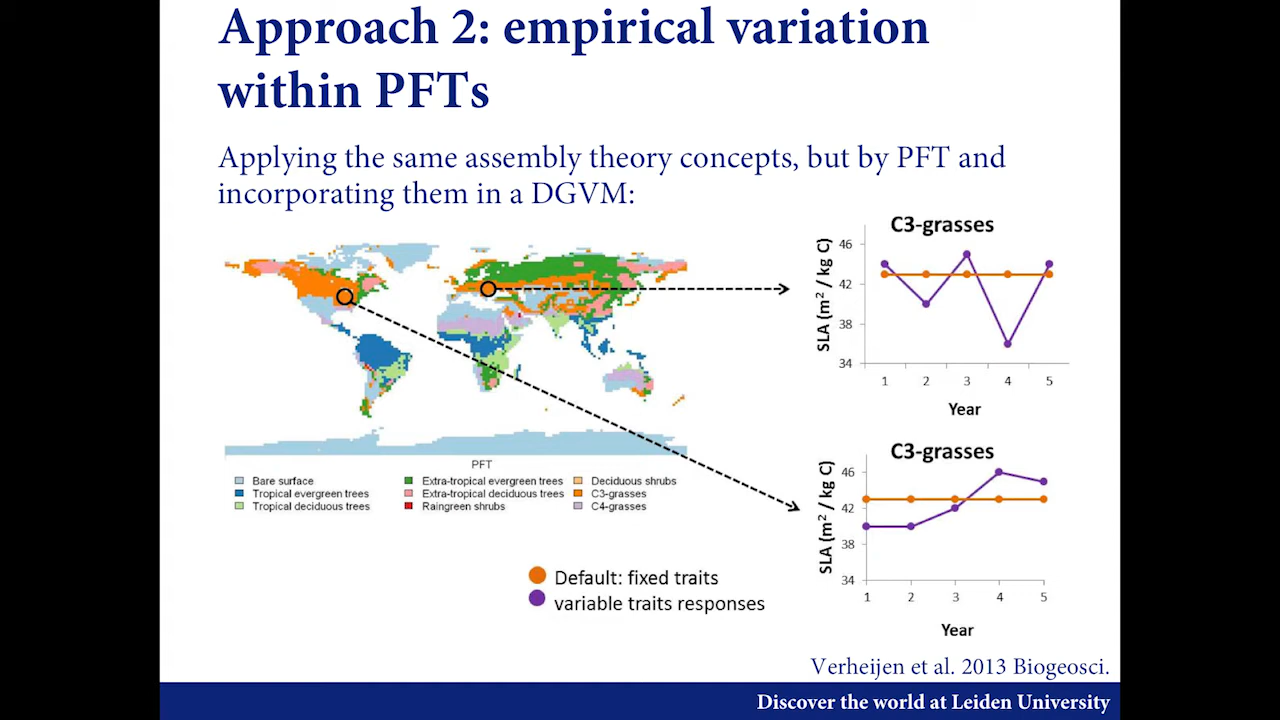 Approach 2: empirical variation
within PFTs
Applying the same assembly theory concepts, but by PFT and
incorporating them in a DGVM:
C3-grasses
SLA (m² / kg C)
46
42
38
34
1 2 3 4 5
Year
C3-grasses
SLA (m² / kg C)
46
42
38
34
1 2 3 4 5
Year
PFT
Bare surface
Tropical evergreen trees
Tropical deciduous trees
Extra-tropical evergreen trees
Extra-tropical deciduous trees
Raingreen shrubs
Deciduous shrubs
C3-grasses
C4-grasses
Default: fixed traits
variable traits responses
Verheijen et al. 2013 Biogeosci.
Discover the world at Leiden University